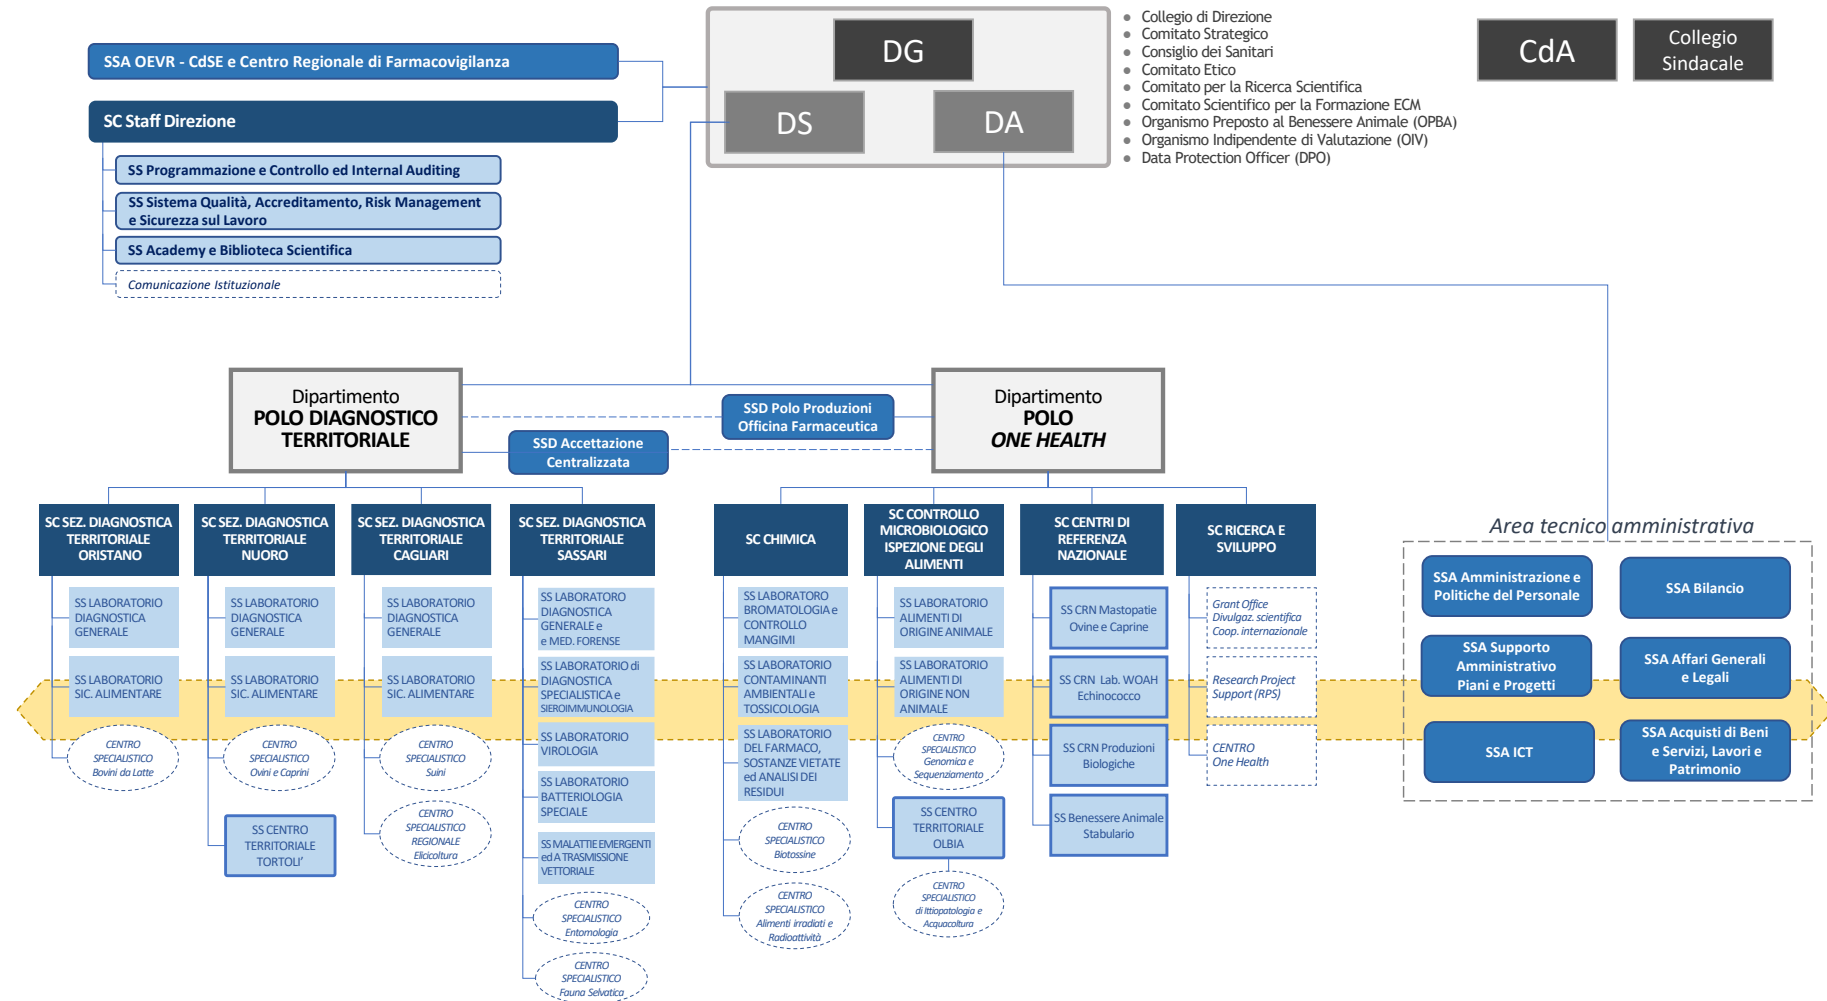 SSA OEVR - CdSE e Centro Regionale di Farmacovigilanza
SC Staff Direzione
SS Programmazione e Controllo ed Internal Auditing
SS Sistema Qualità, Accreditamento, Risk Management
e Sicurezza sul Lavoro
SS Academy e Biblioteca Scientifica
Comunicazione Istituzionale
DG
DS
DA
● Collegio di Direzione
● Comitato Strategico
● Consiglio dei Sanitari
● Comitato Etico
● Comitato per la Ricerca Scientifica
● Comitato Scientifico per la Formazione ECM
● Organismo Preposto al Benessere Animale (OPBA)
● Organismo Indipendente di Valutazione (OIV)
● Data Protection Officer (DPO)
CdA
Collegio
Sindacale
Dipartimento
POLO DIAGNOSTICO
TERRITORIALE
SSD Polo Produzioni
Officina Farmaceutica
SSD Accettazione
Centralizzata
Dipartimento
POLO
ONE HEALTH
SC SEZ. DIAGNOSTICA
TERRITORIALE
ORISTANO
SS LABORATORIO
DIAGNOSTICA
GENERALE
SS LABORATORIO
SIC. ALIMENTARE
CENTRO
SPECIALISTICO
Bovini da Latte
SC SEZ. DIAGNOSTICA
TERRITORIALE
NUORO
SS LABORATORIO
DIAGNOSTICA
GENERALE
SS LABORATORIO
SIC. ALIMENTARE
CENTRO
SPECIALISTICO
Ovini e Caprini
SS CENTRO
TERRITORIALE
TORTOLI’
SC SEZ. DIAGNOSTICA
TERRITORIALE
CAGLIARI
SS LABORATORIO
DIAGNOSTICA
GENERALE
SS LABORATORIO
SIC. ALIMENTARE
CENTRO
SPECIALISTICO
Suini
CENTRO
SPECIALISTICO
REGIONALE
Elicicoltura
SC SEZ. DIAGNOSTICA
TERRITORIALE
SASSARI
SS LABORATORO
DIAGNOSTICA
GENERALE e
e MED. FORENSE
SS LABORATORIO di
DIAGNOSTICA
SPECIALISTICA e
SIEROIMMUNOLOGIA
SS LABORATORIO
VIROLOGIA
SS LABORATORIO
BATTERIOLOGIA
SPECIALE
SS MALATTIE EMERGENTI
ed A TRASMISSIONE
VETTORIALE
CENTRO
SPECIALISTICO
Entomologia
CENTRO
SPECIALISTICO
Fauna Selvatica
SC CHIMICA
SS LABORATORO
BROMATOLOGIA e
CONTROLLO
MANGIMI
SS LABORATORIO
CONTAMINANTI
AMBIENTALI e
TOSSICOLOGIA
SS LABORATORIO
DEL FARMACO,
SOSTANZE VIETATE
ed ANALISI DEI
RESIDUI
CENTRO
SPECIALISTICO
Biotossine
CENTRO
SPECIALISTICO
Alimenti irradiati e
Radioattività
SC CONTROLLO
MICROBIOLOGICO
ISPEZIONE DEGLI
ALIMENTI
SS LABORATORIO
ALIMENTI DI
ORIGINE ANIMALE
SS LABORATORIO
ALIMENTI DI
ORIGINE NON
ANIMALE
CENTRO
SPECIALISTICO
Genomica e
Sequenziamento
SS CENTRO
TERRITORIALE
OLBIA
CENTRO
SPECIALISTICO
di Ittiopatologia e
Acquacoltura
SC CENTRI DI
REFERENZA
NAZIONALE
SS CRN Mastopatie
Ovine e Caprine
SS CRN Lab. WOAH
Echinococco
SS CRN Produzioni
Biologiche
SS Benessere Animale
Stabulario
SC RICERCA E
SVILUPPO
Grant Office
Divulgaz. scientifica
Coop. internazionale
Research Project
Support (RPS)
CENTRO
One Health
Area tecnico amministrativa
SSA Amministrazione e
Politiche del Personale
SSA Bilancio
SSA Supporto
Amministrativo
Piani e Progetti
SSA Affari Generali
e Legali
SSA ICT
SSA Acquisti di Beni
e Servizi, Lavori e
Patrimonio